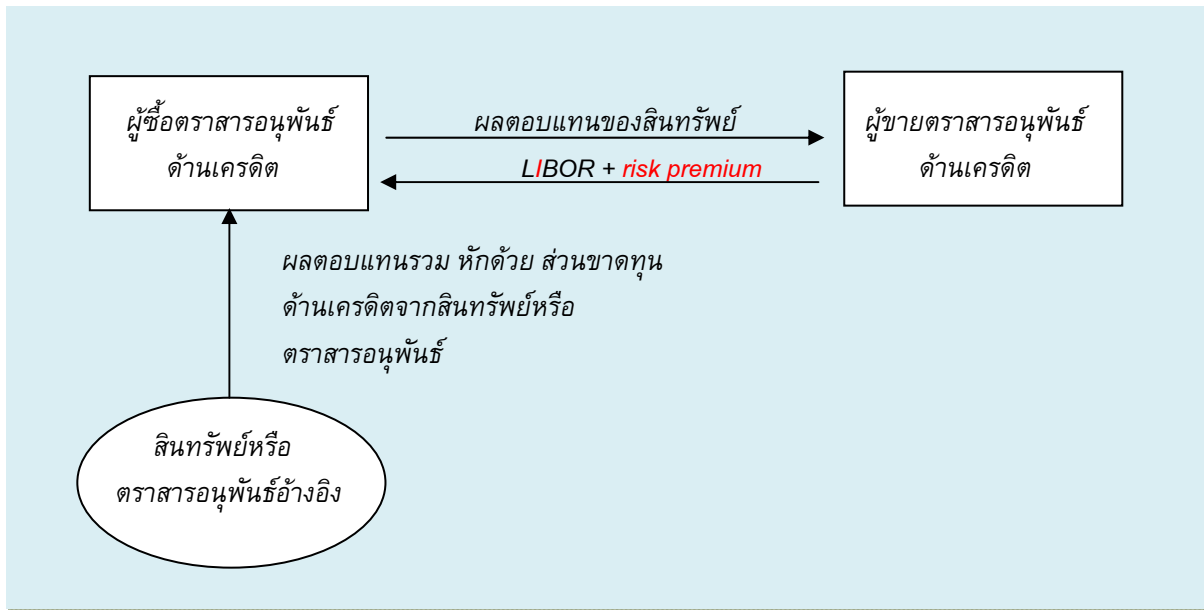 ผู้ซื้อตราสารอนุพันธ์
ด้านเครดิต
ผลตอบแทนของสินทรัพย์
LIBOR + risk premium
ผู้ขายตราสารอนุพันธ์
ด้านเครดิต
ผลตอบแทนรวม หักด้วย ส่วนขาดทุน
ด้านเครดิตจากสินทรัพย์หรือ
ตราสารอนุพันธ์
สินทรัพย์หรือ
ตราสารอนุพันธ์อ้างอิง